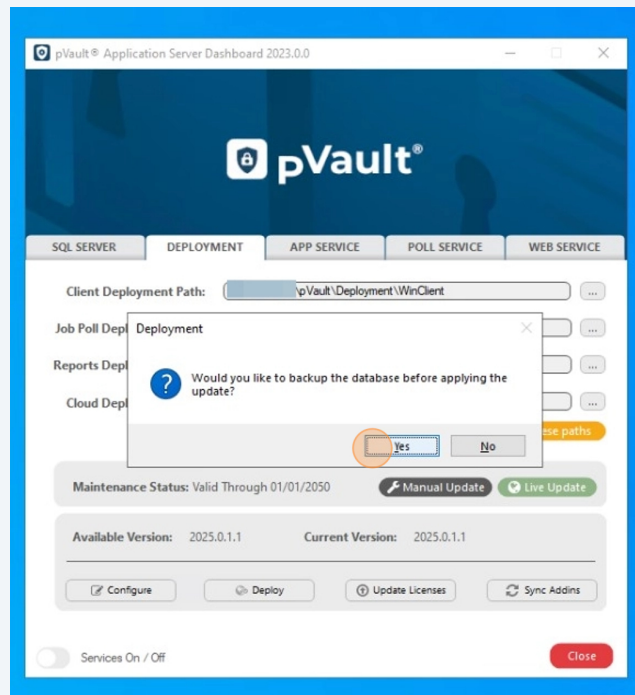 pVault® Application Server Dashboard 2023.0.0
pVault®
SQL SERVER DEPLOYMENT APP SERVICE POLL SERVICE WEB SERVICE
Client Deployment Path: \pVault\Deployment\WinClient ...
Job Poll Depl ...
Reports Depl ...
Cloud Depl ...
Deployment
Would you like to backup the database before applying the
update?
Yes No
ese paths
Maintenance Status: Valid Through 01/01/2050 Manual Update Live Update
Available Version: 2025.0.1.1 Current Version: 2025.0.1.1
Configure Deploy Update Licenses Sync Addins
Services On / Off Close